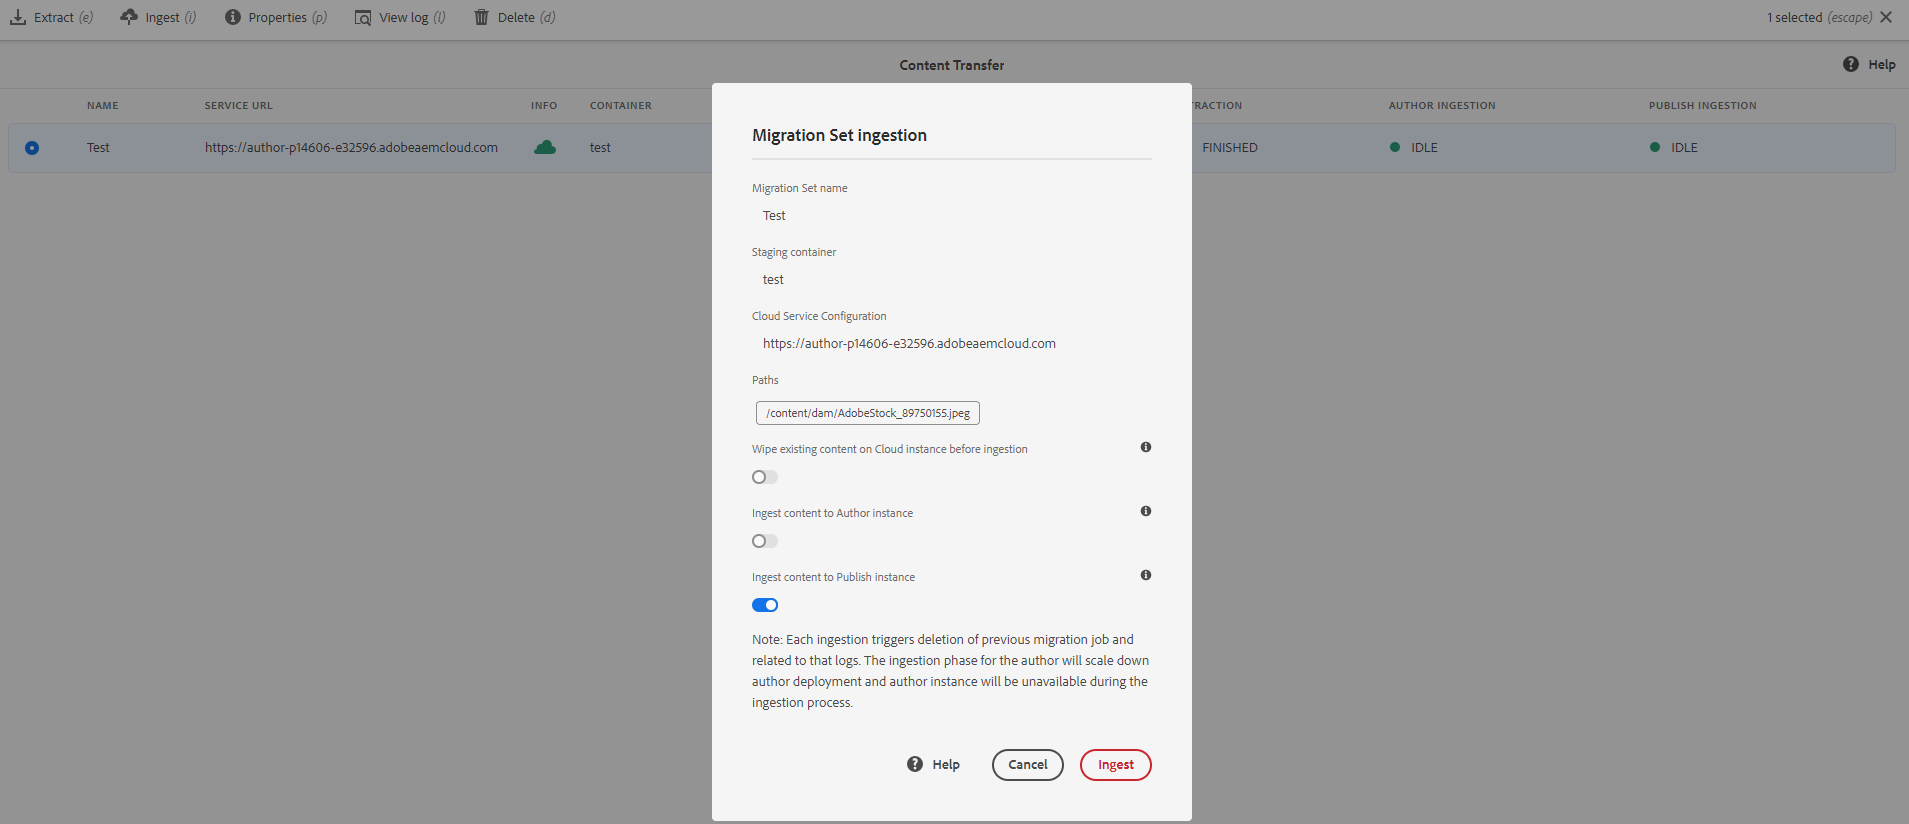 Extract (e) Ingest (i) Properties (p) View log (l) Delete (d) 1 selected (escape)
Content Transfer
Help
NAME SERVICE URL INFO CONTAINER TRACTION AUTHOR INGESTION PUBLISH INGESTION
Test https://author-p14606-e32596.adobeaemcloud.com test FINISHED IDLE IDLE
Migration Set ingestion
Migration Set name
Test
Staging container
test
Cloud Service Configuration
https://author-p14606-e32596.adobeaemcloud.com
Paths
/content/dam/AdobeStock_89750155.jpeg
Wipe existing content on Cloud instance before ingestion
Ingest content to Author instance
Ingest content to Publish instance
Note: Each ingestion triggers deletion of previous migration job and
related to that logs. The ingestion phase for the author will scale down
author deployment and author instance will be unavailable during the
ingestion process.
Help Cancel Ingest